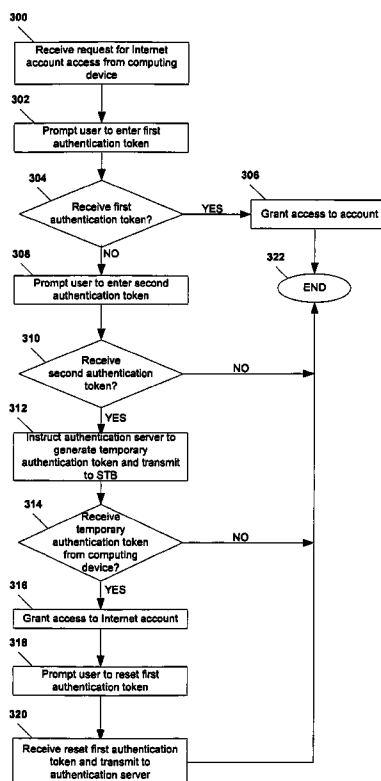 300
Receive request for Internet
account access from computing
device
302
Prompt user to enter first
authentication token
304
Receive first
authentication token?
YES
306
Grant access to account
NO
308
Prompt user to enter second
authentication token
322
END
310
Receive
second authentication
token?
NO
YES
312
Instruct authentication server to
generate temporary
authentication token and transmit
to STB
314
Receive
temporary
authentication token
from computing
device?
NO
YES
316
Grant access to Internet account
318
Prompt user to reset first
authentication token
320
Receive reset first authentication
token and transmit to
authentication server